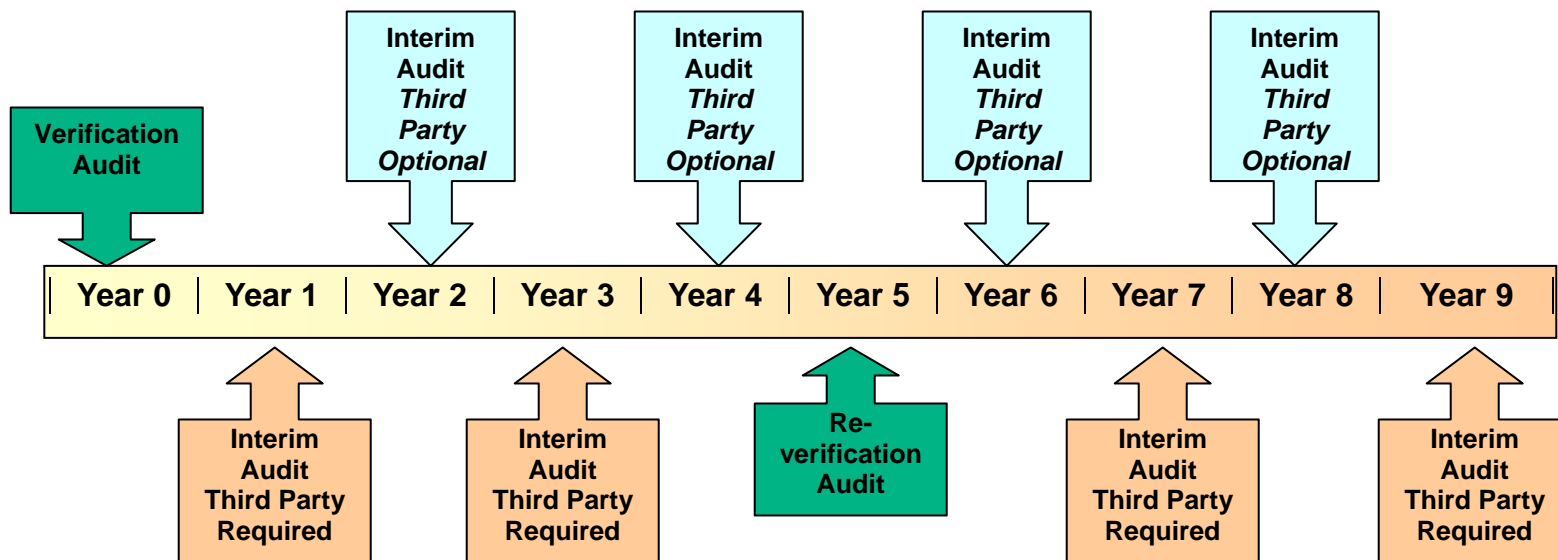 Verification
Audit
Interim
Audit
Third
Party
Optional
Interim
Audit
Third
Party
Optional
Interim
Audit
Third
Party
Optional
Interim
Audit
Third
Party
Optional
Year 0 Year 1 Year 2 Year 3 Year 4 Year 5 Year 6 Year 7 Year 8 Year 9
Interim
Audit
Third Party
Required
Interim
Audit
Third Party
Required
Re-
verification
Audit
Interim
Audit
Third Party
Required
Interim
Audit
Third Party
Required